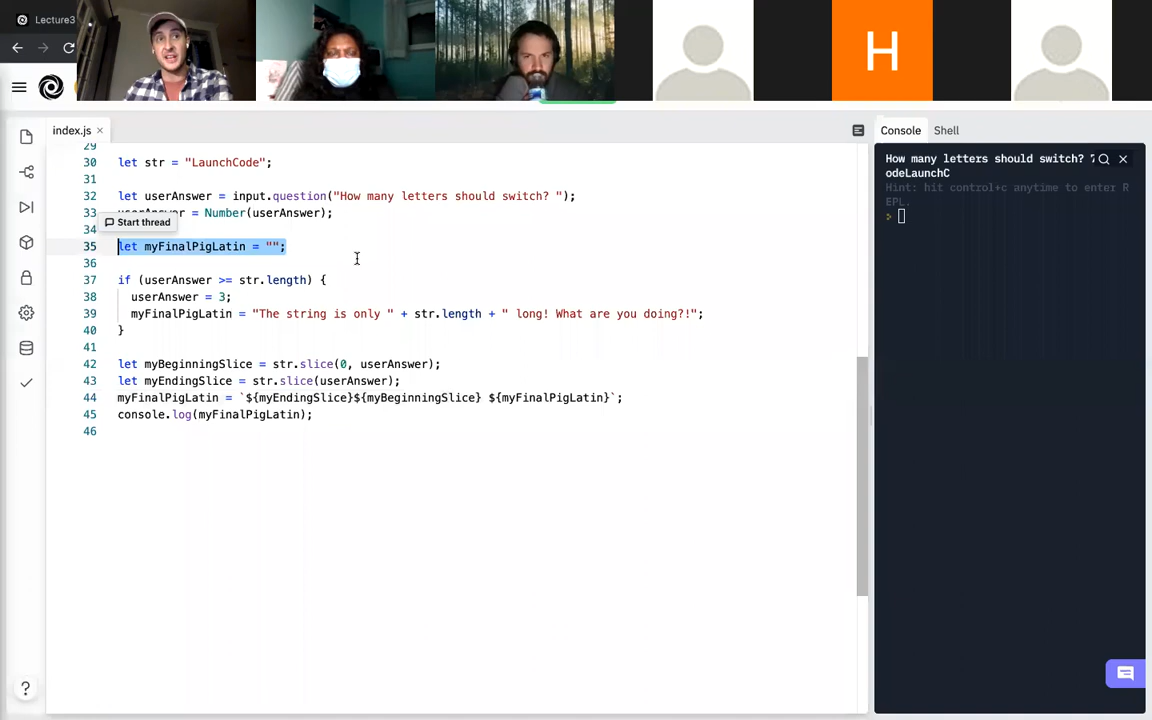 Lecture3
H
index.js ×
Console
Shell
29
30 let str = "LaunchCode";
31
32 let userAnswer = input.question("How many letters should switch? ");
33 userAnswer = Number(userAnswer);
Start thread
34
35 let myFinalPigLatin = "";
36
37 if (userAnswer >= str.length) {
38 userAnswer = 3;
39 myFinalPigLatin = "The string is only " + str.length + " long! What are you doing?!";
40 }
41
42 let myBeginningSlice = str.slice(0, userAnswer);
43 let myEndingSlice = str.slice(userAnswer);
44 myFinalPigLatin = `${myEndingSlice}${myBeginningSlice} ${myFinalPigLatin}`;
45 console.log(myFinalPigLatin);
46
How many letters should switch? 7
odeLaunchC
Hint: hit control+c anytime to enter R
EPL.
>
?